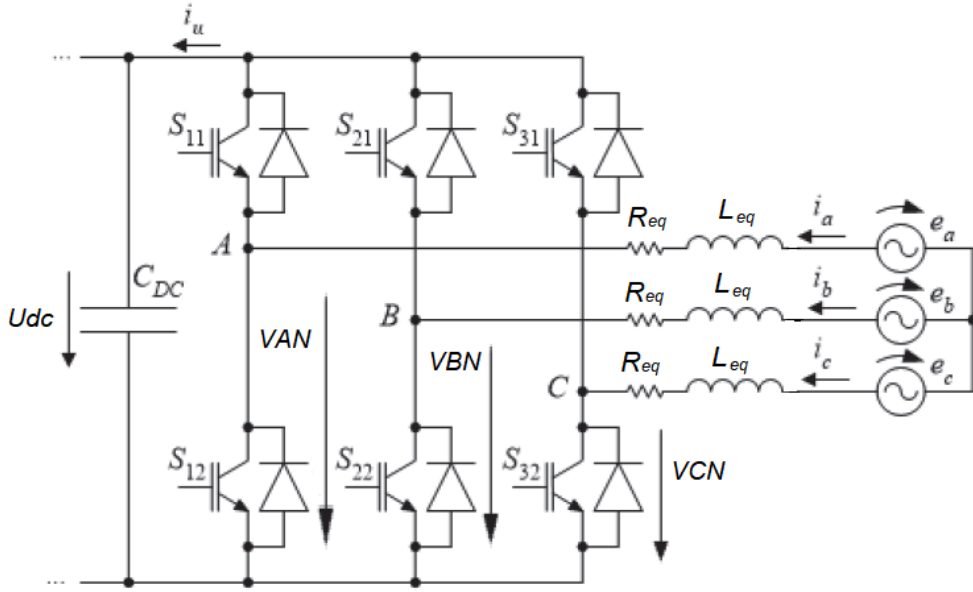 ...
i_u
S_11
S_21
S_31
R_eq
L_eq
i_a
e_a
A
C_DC
R_eq
L_eq
i_b
e_b
Udc
VAN
B
VBN
R_eq
L_eq
i_c
e_c
C
S_12
S_22
S_32
VCN
...